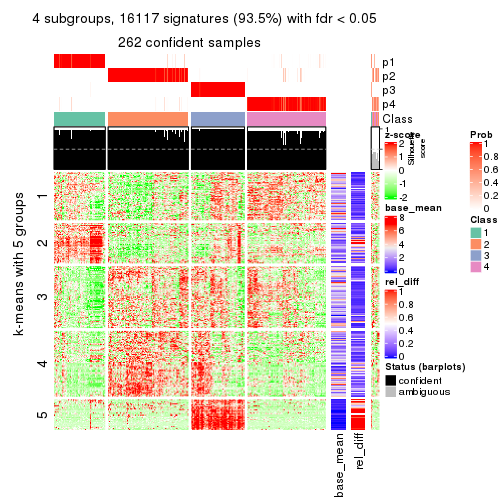 4 subgroups, 16117 signatures (93.5%) with fdr < 0.05
262 confident samples
p1
p2
p3
p4
Class
1
Silhouette
score
z-score
2
1
0
-1
-2
Prob
1
0.8
0.6
0.4
0.2
0
base_mean
8
6
4
2
0
Class
1
2
3
4
rel_diff
1
0.8
0.6
0.4
0.2
0
Status (barplots)
confident
ambiguous
k-means with 5 groups
1
2
3
4
5
base_mean
rel_diff